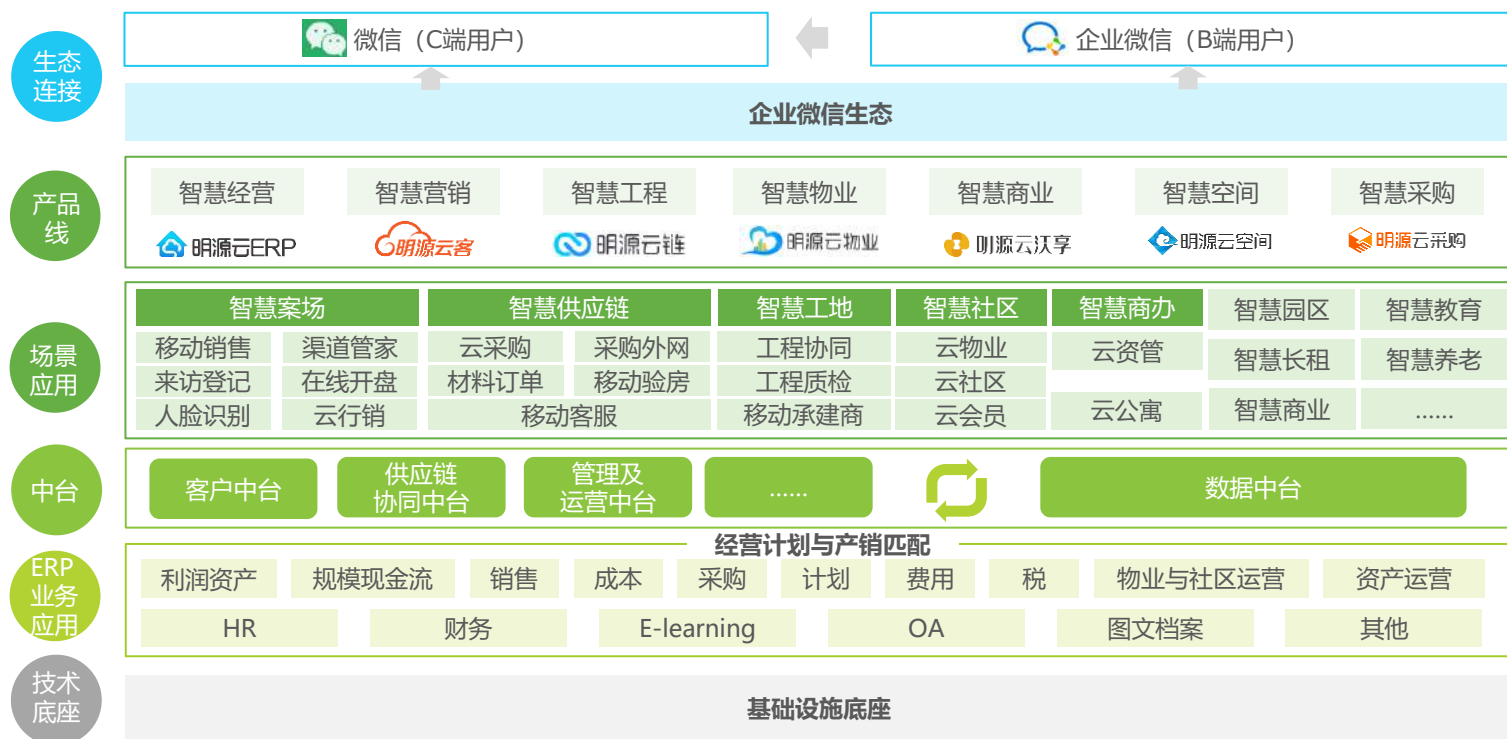 生态
连接
微信（C端用户）
企业微信（B端用户）
企业微信生态
产品
线
智慧经营
智慧营销
智慧工程
智慧物业
智慧商业
智慧空间
智慧采购
明源云ERP
明源云客
明源云链
明源云物业
明源云沃享
明源云空间
明源云采购
场景
应用
智慧案场
智慧供应链
智慧工地
智慧社区
智慧商办
智慧园区
智慧教育
移动销售
渠道管家
云采购
采购外网
工程协同
云物业
云资管
智慧长租
智慧养老
来访登记
在线开盘
材料订单
移动验房
工程质检
云社区
人脸识别
云行销
移动客服
移动承建商
云会员
云公寓
智慧商业
......
中台
客户中台
供应链
协同中台
管理及
运营中台
......
数据中台
ERP
业务
应用
经营计划与产销匹配
利润资产
规模现金流
销售
成本
采购
计划
费用
税
物业与社区运营
资产运营
HR
财务
E-learning
OA
图文档案
其他
技术
底座
基础设施底座